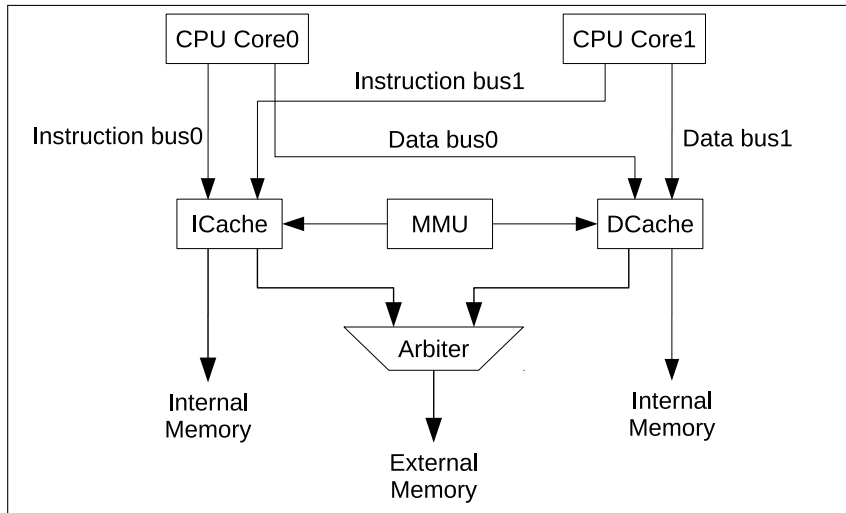 CPU Core0
CPU Core1
Instruction bus1
Instruction bus0
Data bus0
Data bus1
ICache
MMU
DCache
Arbiter
Internal
Memory
Internal
Memory
External
Memory